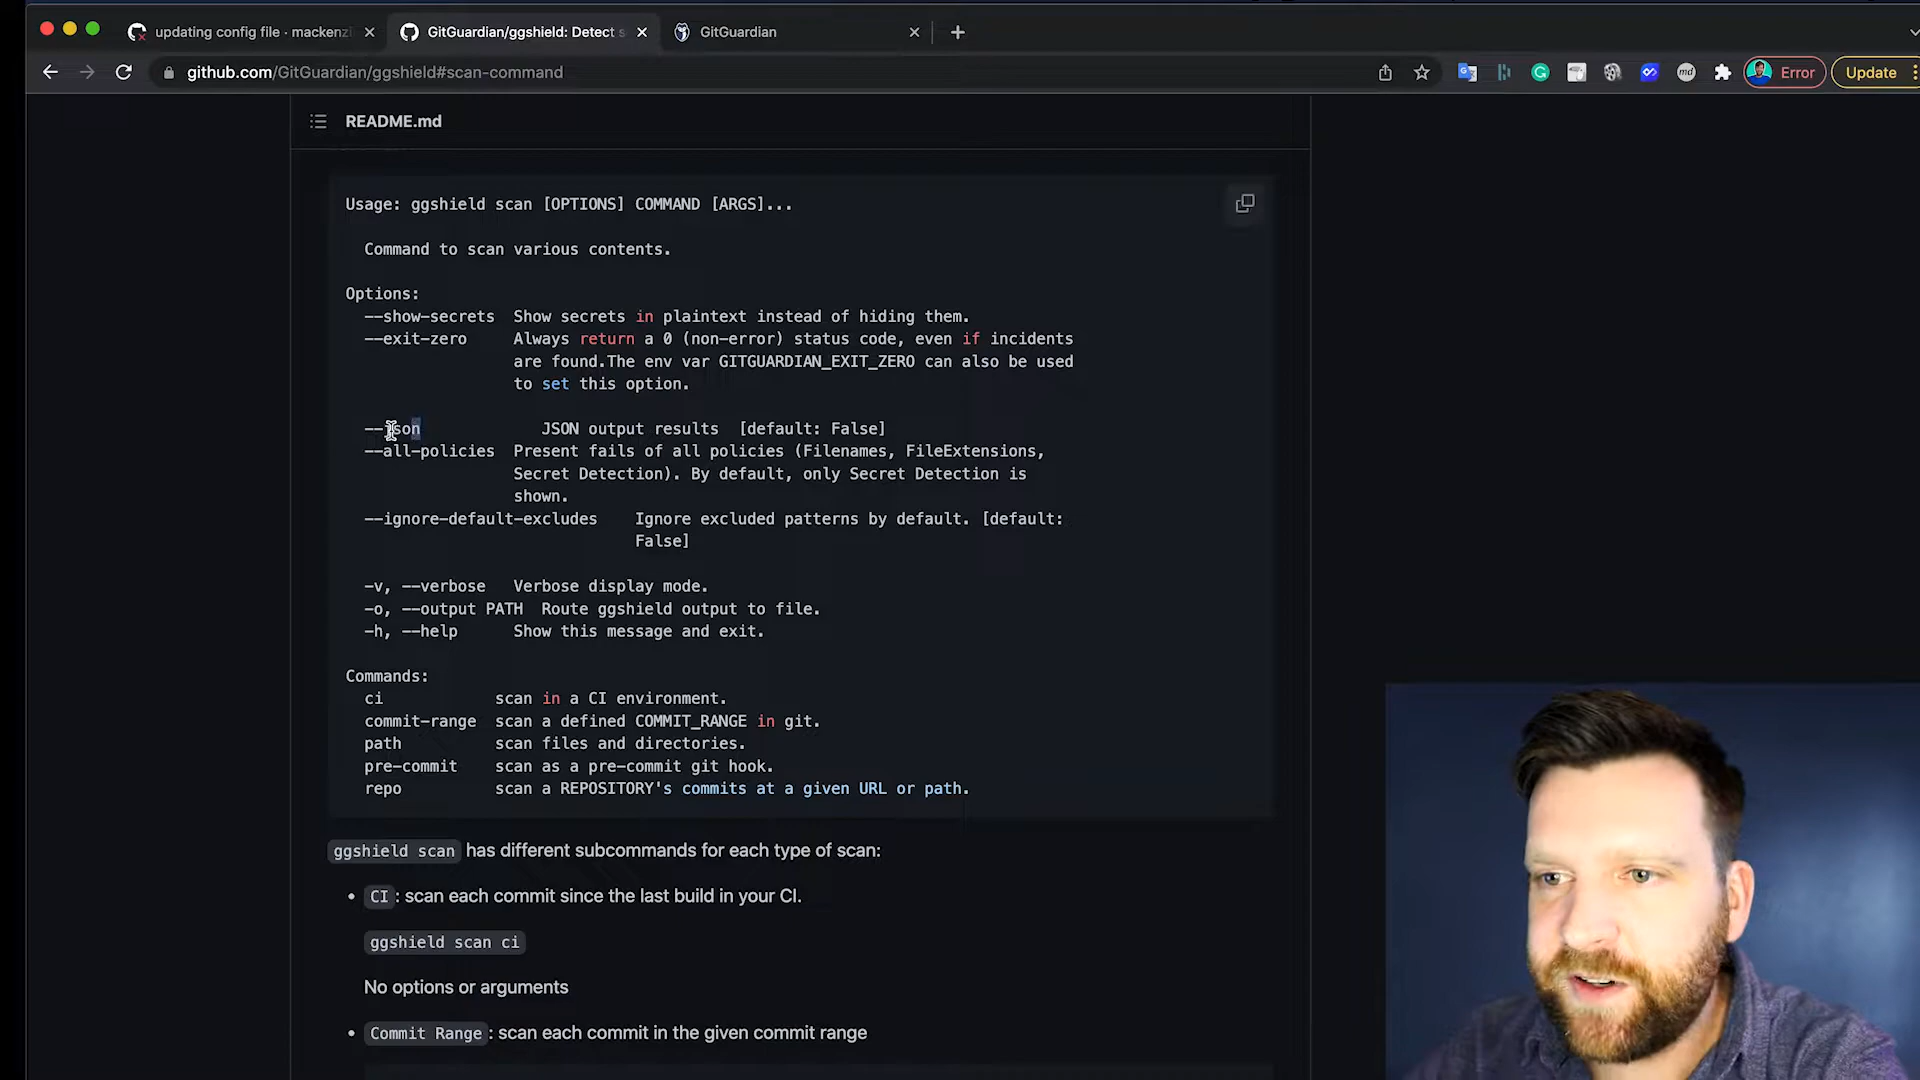 updating config file · mackenzi
GitGuardian/ggshield: Detect s
GitGuardian
github.com/GitGuardian/ggshield#scan-command
md
Error
Update
README.md
Usage: ggshield scan [OPTIONS] COMMAND [ARGS]...
Command to scan various contents.
Options:
--show-secrets Show secrets in plaintext instead of hiding them.
--exit-zero Always return a 0 (non-error) status code, even if incidents
are found.The env var GITGUARDIAN_EXIT_ZERO can also be used
to set this option.
--json JSON output results [default: False]
--all-policies Present fails of all policies (Filenames, FileExtensions,
Secret Detection). By default, only Secret Detection is
shown.
--ignore-default-excludes Ignore excluded patterns by default. [default:
False]
-v, --verbose Verbose display mode.
-o, --output PATH Route ggshield output to file.
-h, --help Show this message and exit.
Commands:
ci scan in a CI environment.
commit-range scan a defined COMMIT_RANGE in git.
path scan files and directories.
pre-commit scan as a pre-commit git hook.
repo scan a REPOSITORY's commits at a given URL or path.
ggshield scan has different subcommands for each type of scan:
• CI: scan each commit since the last build in your CI.
ggshield scan ci
No options or arguments
• Commit Range: scan each commit in the given commit range